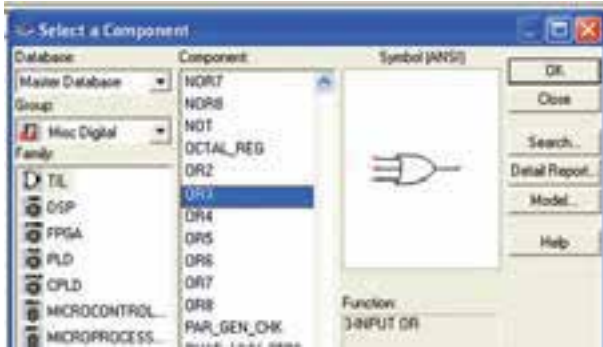 Select a Component
Database:
Master Database
Group:
Misc Digital
Family:
TIL
DSP
FPGA
PLD
CPLD
MICROCONTROL...
MICROPROCESS...
Component:
NOR7
NOR8
NOT
OCTAL_REG
OR2
OR3
OR4
OR5
OR6
OR7
OR8
PAR_GEN_CHK
Symbol (ANSI)
Function:
3-INPUT OR
OK
Close
Search...
Detail Report...
Model...
Help